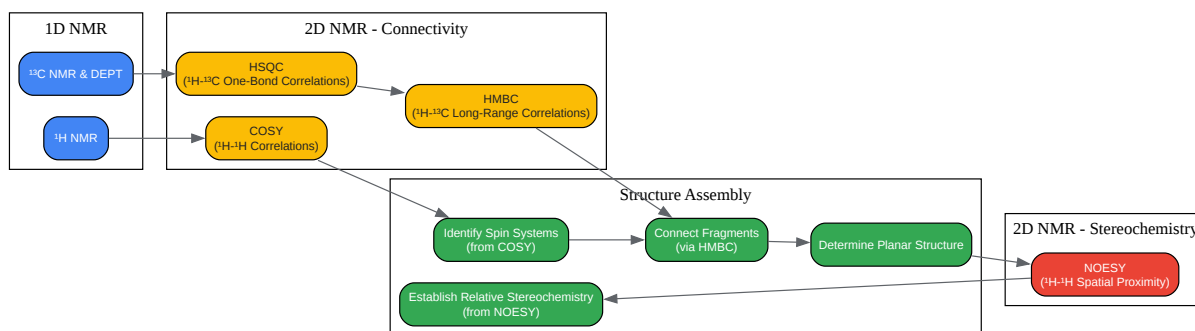 1D NMR
¹³C NMR & DEPT
¹H NMR
2D NMR - Connectivity
HSQC
(¹H-¹³C One-Bond Correlations)
HMBC
(¹H-¹³C Long-Range Correlations)
COSY
(¹H-¹H Correlations)
Structure Assembly
Identify Spin Systems
(from COSY)
Connect Fragments
(via HMBC)
Determine Planar Structure
Establish Relative Stereochemistry
(from NOESY)
2D NMR - Stereochemistry
NOESY
(¹H-¹H Spatial Proximity)